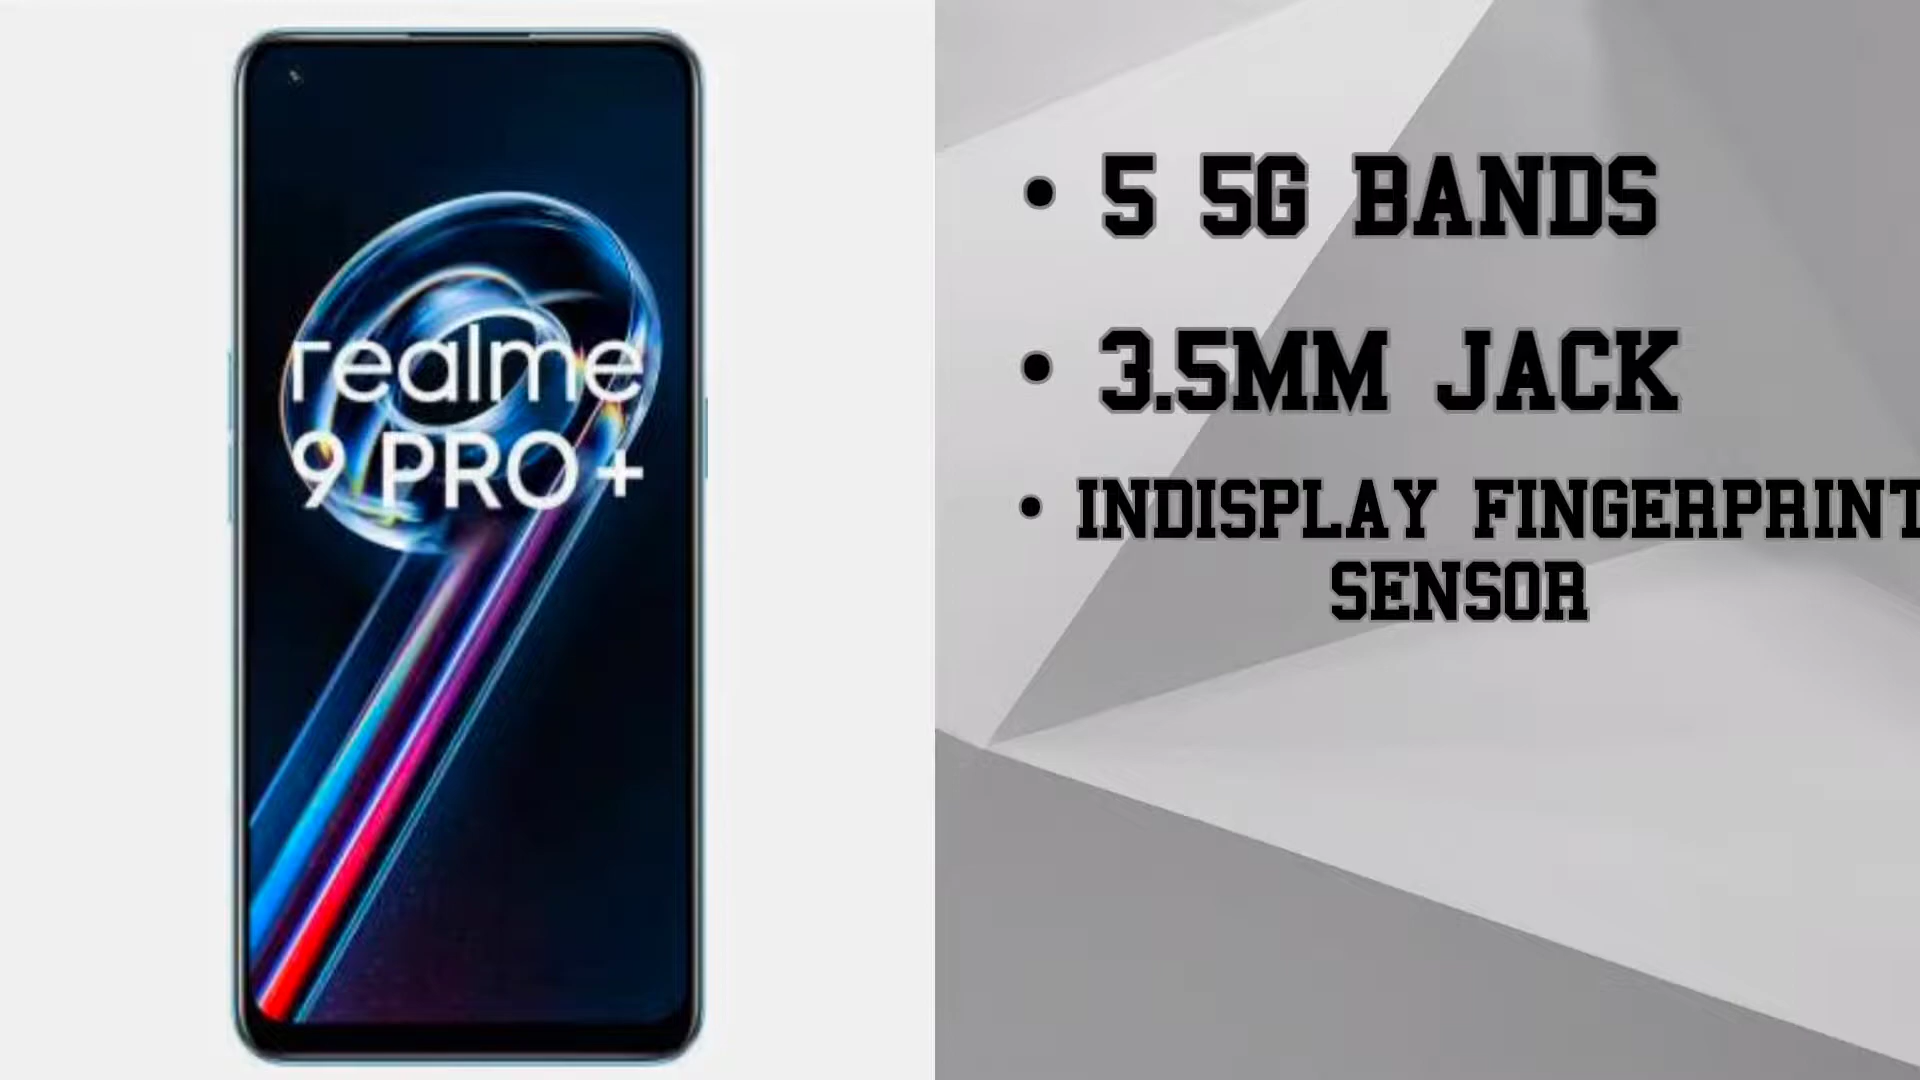 realme
9 PRO+
• 5 5G BANDS
• 3.5MM JACK
• INDISPLAY FINGERPRINT
SENSOR